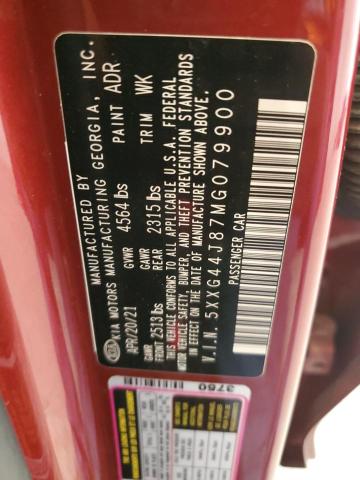 MANUFACTURED BY
KIA MOTORS MANUFACTURING GEORGIA, INC.
APR/20/21 GVWR 4564 lbs PAINT ADR
GAWR FRONT 2513 lbs GAWR REAR 2315 lbs TRIM WK
THIS VEHICLE CONFORMS TO ALL APPLICABLE U.S.A. FEDERAL
MOTOR VEHICLE SAFETY, BUMPER, AND THEFT PREVENTION STANDARDS
IN EFFECT ON THE DATE OF MANUFACTURE SHOWN ABOVE.
V.I.N. 5XXG44J87MG079900
PASSENGER CAR
3760